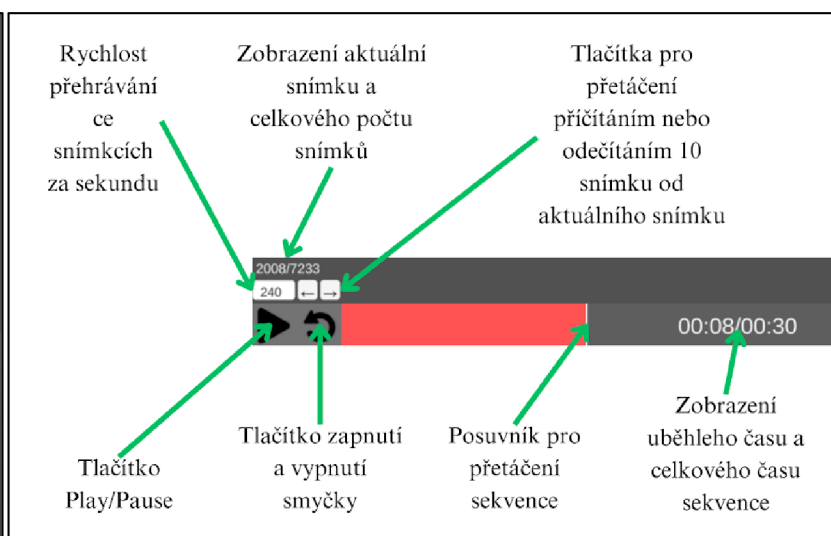 Rychlost
přehrávání
ce
snímkcích
za sekundu
Zobrazení aktuální
snímku a
celkového počtu
snímků
Tlačítka pro
přetáčení
příčítáním nebo
odečítáním 10
snímku od
aktuálního snímku
2008/7233
240 ← →
00:08/00:30
Tlačítko
Play/Pause
Tlačítko zapnutí
a vypnutí
smyčky
Posuvník pro
přetáčení
sekvence
Zobrazení
uběhleho času a
celkového času
sekvence